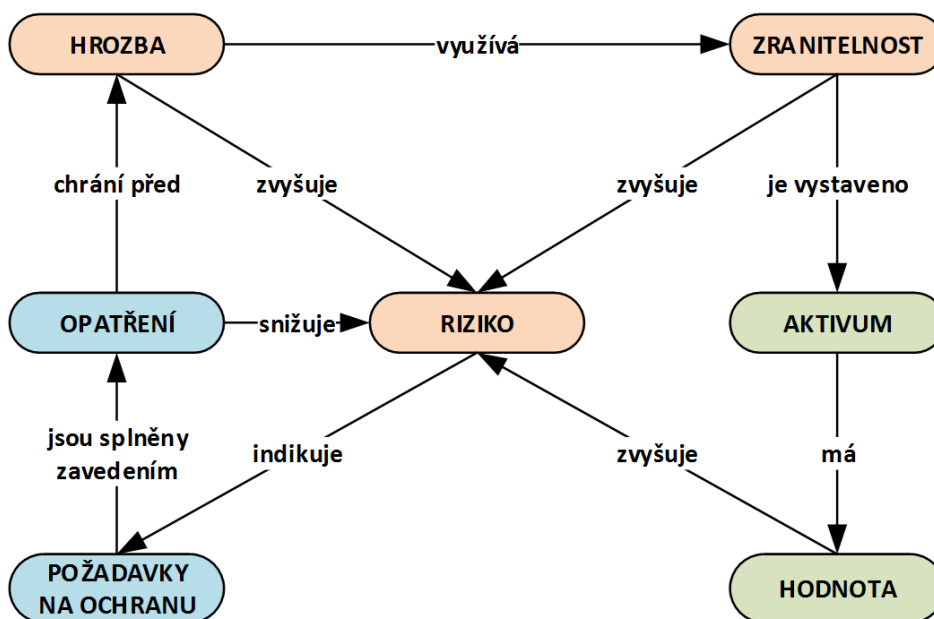 HROZBA
využívá
ZRANITELNOST
chrání před
zvyšuje
zvyšuje
je vystaveno
OPATŘENÍ
snižuje
RIZIKO
AKTIVUM
jsou splněny
zavedením
indikuje
zvyšuje
má
POŽADAVKY
NA OCHRANU
HODNOTA